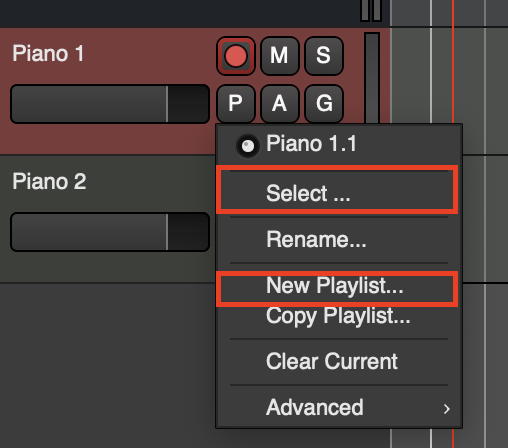 Piano 1
M S
P A G
Piano 1.1
Piano 2
Select ...
Rename...
New Playlist...
Copy Playlist...
Clear Current
Advanced ›